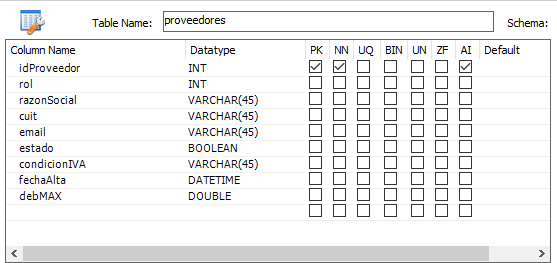 Table Name: proveedores Schema:
Column Name Datatype PK NN UQ BIN UN ZF AI Default
idProveedor INT
rol INT
razonSocial VARCHAR(45)
cuit VARCHAR(45)
email VARCHAR(45)
estado BOOLEAN
condicionIVA VARCHAR(45)
fechaAlta DATETIME
debMAX DOUBLE